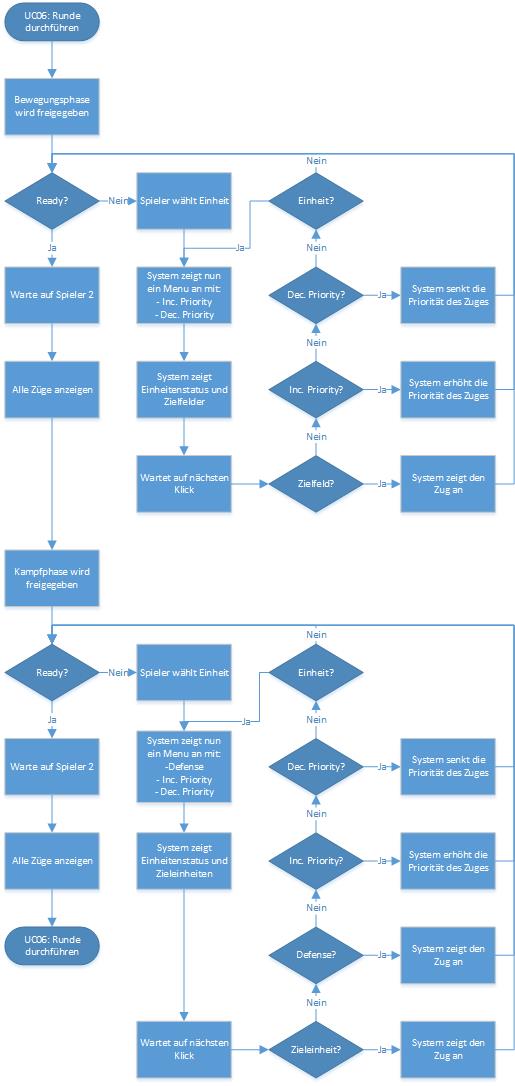 UC06: Runde
durchführen
Bewegungsphase
wird freigegeben
Nein
Ready?
Nein
Spieler wählt Einheit
Einheit?
Ja
Ja
Nein
Warte auf Spieler 2
System zeigt nun
ein Menu an mit:
- Inc. Priority
- Dec. Priority
Dec. Priority?
Ja
System senkt die
Priorität des Zuges
Nein
Alle Züge anzeigen
System zeigt
Einheitenstatus und
Zielfelder
Inc. Priority?
Ja
System erhöht die
Priorität des Zuges
Nein
Wartet auf nächsten
Klick
Zielfeld?
Ja
System zeigt den
Zug an
Kampfphase wird
freigegeben
Nein
Ready?
Nein
Spieler wählt Einheit
Einheit?
Ja
Ja
Nein
Warte auf Spieler 2
System zeigt nun
ein Menu an mit:
-Defense
- Inc. Priority
- Dec. Priority
Dec. Priority?
Ja
System senkt die
Priorität des Zuges
Nein
Alle Züge anzeigen
System zeigt
Einheitenstatus und
Zieleinheiten
Inc. Priority?
Ja
System erhöht die
Priorität des Zuges
Nein
UC06: Runde
durchführen
Defense?
Ja
System zeigt den
Zug an
Nein
Wartet auf nächsten
Klick
Zieleinheit?
Ja
System zeigt den
Zug an